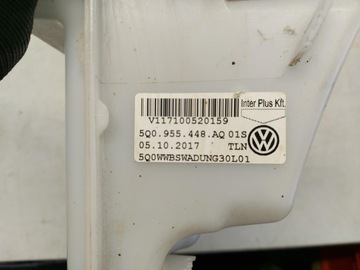 Inter Plus Kft.
V117100520159
5Q0.955.448.AQ 01S
05.10.2017 TLN
5Q0WWBSWADUNG30L01